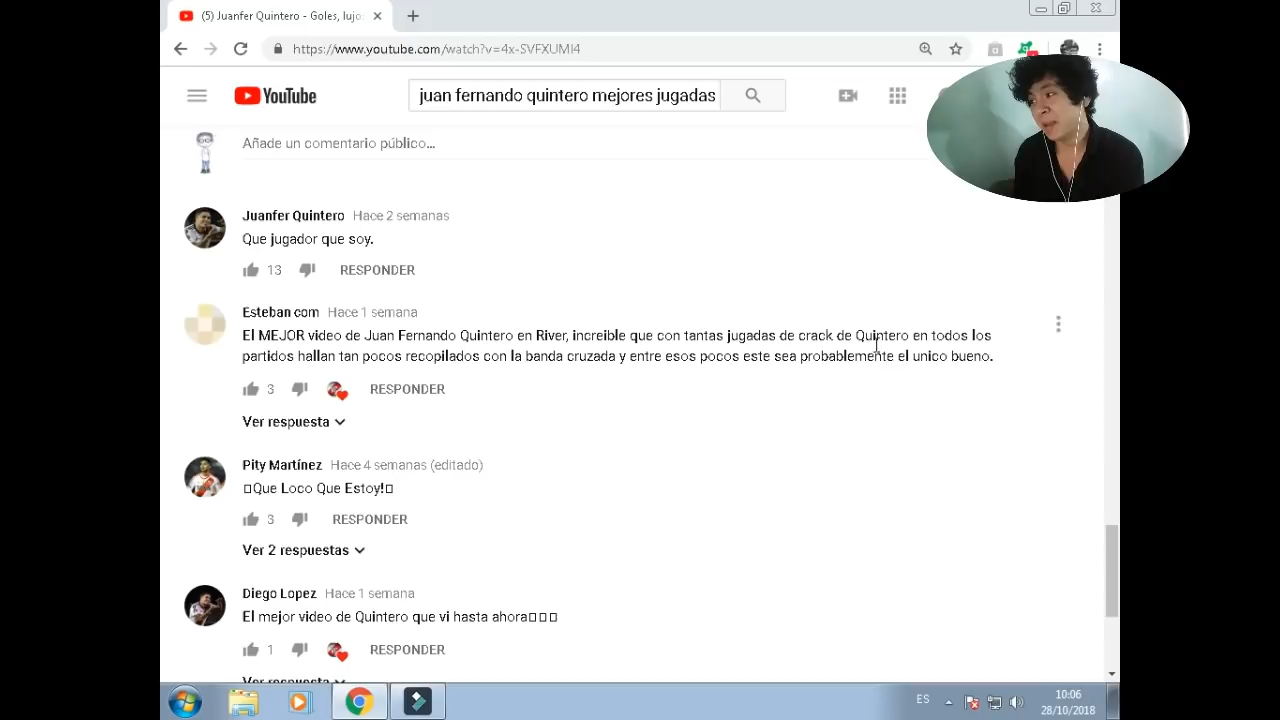 (5) Juanfer Quintero - Goles, lujo
https://www.youtube.com/watch?v=4x-SVFXUMI4
YouTube
juan fernando quintero mejores jugadas
Añade un comentario público...
Juanfer Quintero Hace 2 semanas
Que jugador que soy.
13 RESPONDER
Esteban com Hace 1 semana
El MEJOR video de Juan Fernando Quintero en River, increible que con tantas jugadas de crack de Quintero en todos los
partidos hallan tan pocos recopilados con la banda cruzada y entre esos pocos este sea probablemente el unico bueno.
3 RESPONDER
Ver respuesta
Pity Martínez Hace 4 semanas (editado)
▯Que Loco Que Estoy!▯
3 RESPONDER
Ver 2 respuestas
Diego Lopez Hace 1 semana
El mejor video de Quintero que vi hasta ahora▯▯▯
1 RESPONDER
Ver respuesta
ES
10:06
28/10/2018